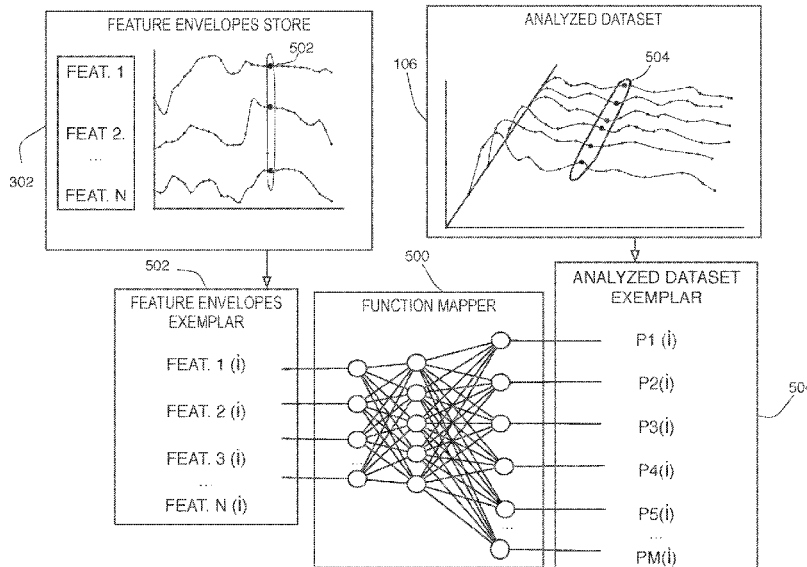 FEATURE ENVELOPES STORE
502
FEAT. 1
FEAT 2.
...
FEAT. N
302
ANALYZED DATASET
504
106
502
FEATURE ENVELOPES
EXEMPLAR
FEAT. 1 (i)
FEAT. 2 (i)
FEAT. 3 (i)
...
FEAT. N (i)
500
FUNCTION MAPPER
...
...
ANALYZED DATASET
EXEMPLAR
P1 (i)
P2(i)
P3(i)
P4(i)
P5(i)
...
PM(i)
504